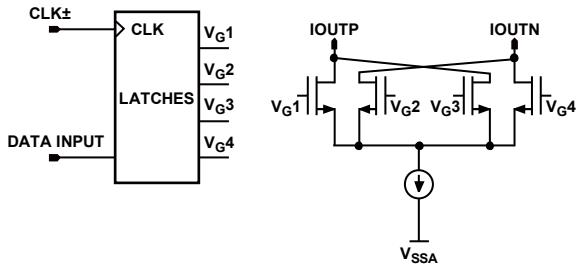 CLK±
CLK
LATCHES
DATA INPUT
VG1
VG2
VG3
VG4
IOUTP
IOUTN
VG1
VG2
VG3
VG4
VSSA